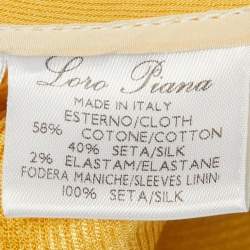 Loro Piana
MADE IN ITALY
ESTERNO/CLOTH
58% COTONE/COTTON
40% SETA/SILK
2% ELASTAM/ELASTANE
FODERA MANICHE/SLEEVES LININ
100% SETA/SILK